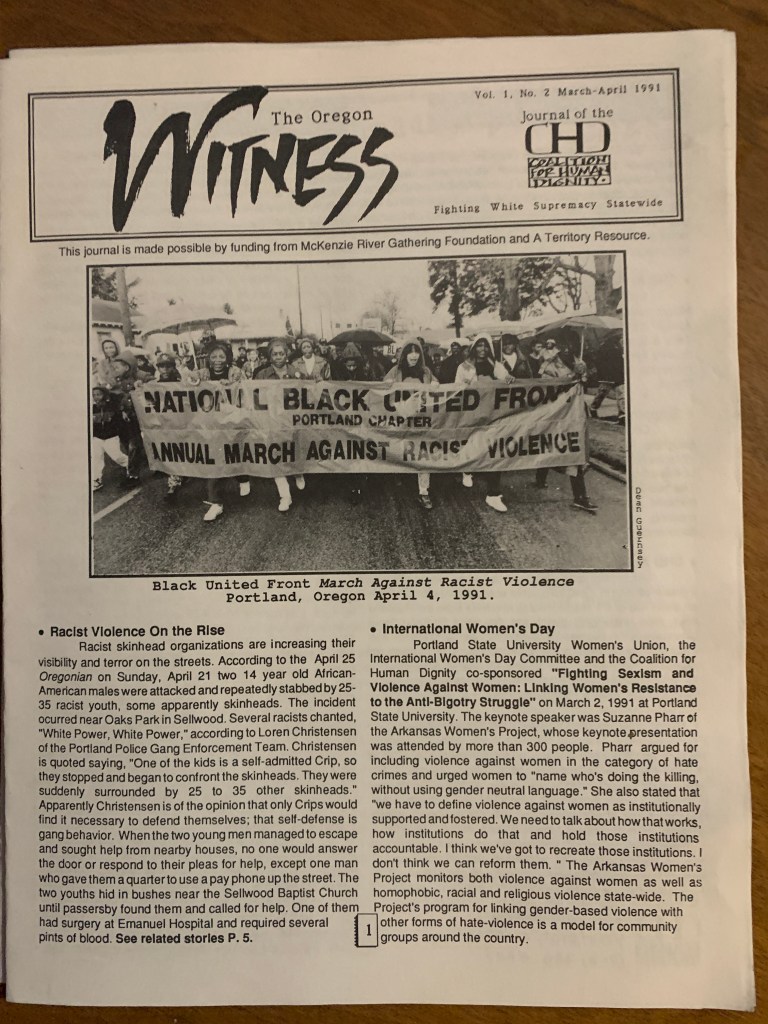 The Oregon
WITNESS
Vol. 1, No. 2 March-April 1991
Journal of the
CHD
COALITION
FOR HUMAN
DIGNITY.
Fighting White Supremacy Statewide
This journal is made possible by funding from McKenzie River Gathering Foundation and A Territory Resource.
NATIONAL BLACK UNITED FRONT
PORTLAND CHAPTER
ANNUAL MARCH AGAINST RACIST VIOLENCE
Dean Guernsey
Black United Front March Against Racist Violence
Portland, Oregon April 4, 1991.
• Racist Violence On the Rise
Racist skinhead organizations are increasing their
visibility and terror on the streets. According to the April 25
Oregonian on Sunday, April 21 two 14 year old African-
American males were attacked and repeatedly stabbed by 25-
35 racist youth, some apparently skinheads. The incident
ocurred near Oaks Park in Sellwood. Several racists chanted,
"White Power, White Power," according to Loren Christensen
of the Portland Police Gang Enforcement Team. Christensen
is quoted saying, "One of the kids is a self-admitted Crip, so
they stopped and began to confront the skinheads. They were
suddenly surrounded by 25 to 35 other skinheads."
Apparently Christensen is of the opinion that only Crips would
find it necessary to defend themselves; that self-defense is
gang behavior. When the two young men managed to escape
and sought help from nearby houses, no one would answer
the door or respond to their pleas for help, except one man
who gave them a quarter to use a pay phone up the street. The
two youths hid in bushes near the Sellwood Baptist Church
until passersby found them and called for help. One of them
had surgery at Emanuel Hospital and required several
pints of blood. See related stories P. 5.
• International Women's Day
Portland State University Women's Union, the
International Women's Day Committee and the Coalition for
Human Dignity co-sponsored "Fighting Sexism and
Violence Against Women: Linking Women's Resistance
to the Anti-Bigotry Struggle" on March 2, 1991 at Portland
State University. The keynote speaker was Suzanne Pharr of
the Arkansas Women's Project, whose keynote presentation
was attended by more than 300 people. Pharr argued for
including violence against women in the category of hate
crimes and urged women to "name who's doing the killing,
without using gender neutral language." She also stated that
"we have to define violence against women as institutionally
supported and fostered. We need to talk about how that works,
how institutions do that and hold those institutions
accountable. I think we've got to recreate those institutions. I
don't think we can reform them. " The Arkansas Women's
Project monitors both violence against women as well as
homophobic, racial and religious violence state-wide. The
Project's program for linking gender-based violence with
other forms of hate-violence is a model for community
groups around the country.
1